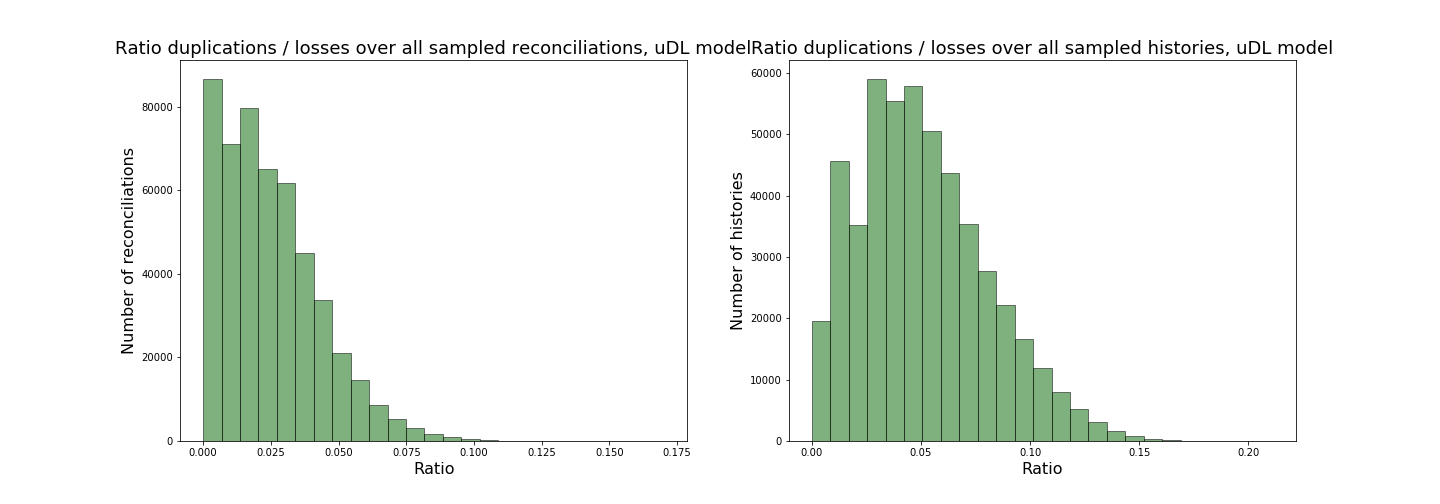 Ratio duplications / losses over all sampled reconciliations, uDL model
Number of reconciliations
80000
60000
40000
20000
0
0.000 0.025 0.050 0.075 0.100 0.125 0.150 0.175
Ratio
Ratio duplications / losses over all sampled histories, uDL model
Number of histories
60000
50000
40000
30000
20000
10000
0
0.00 0.05 0.10 0.15 0.20
Ratio